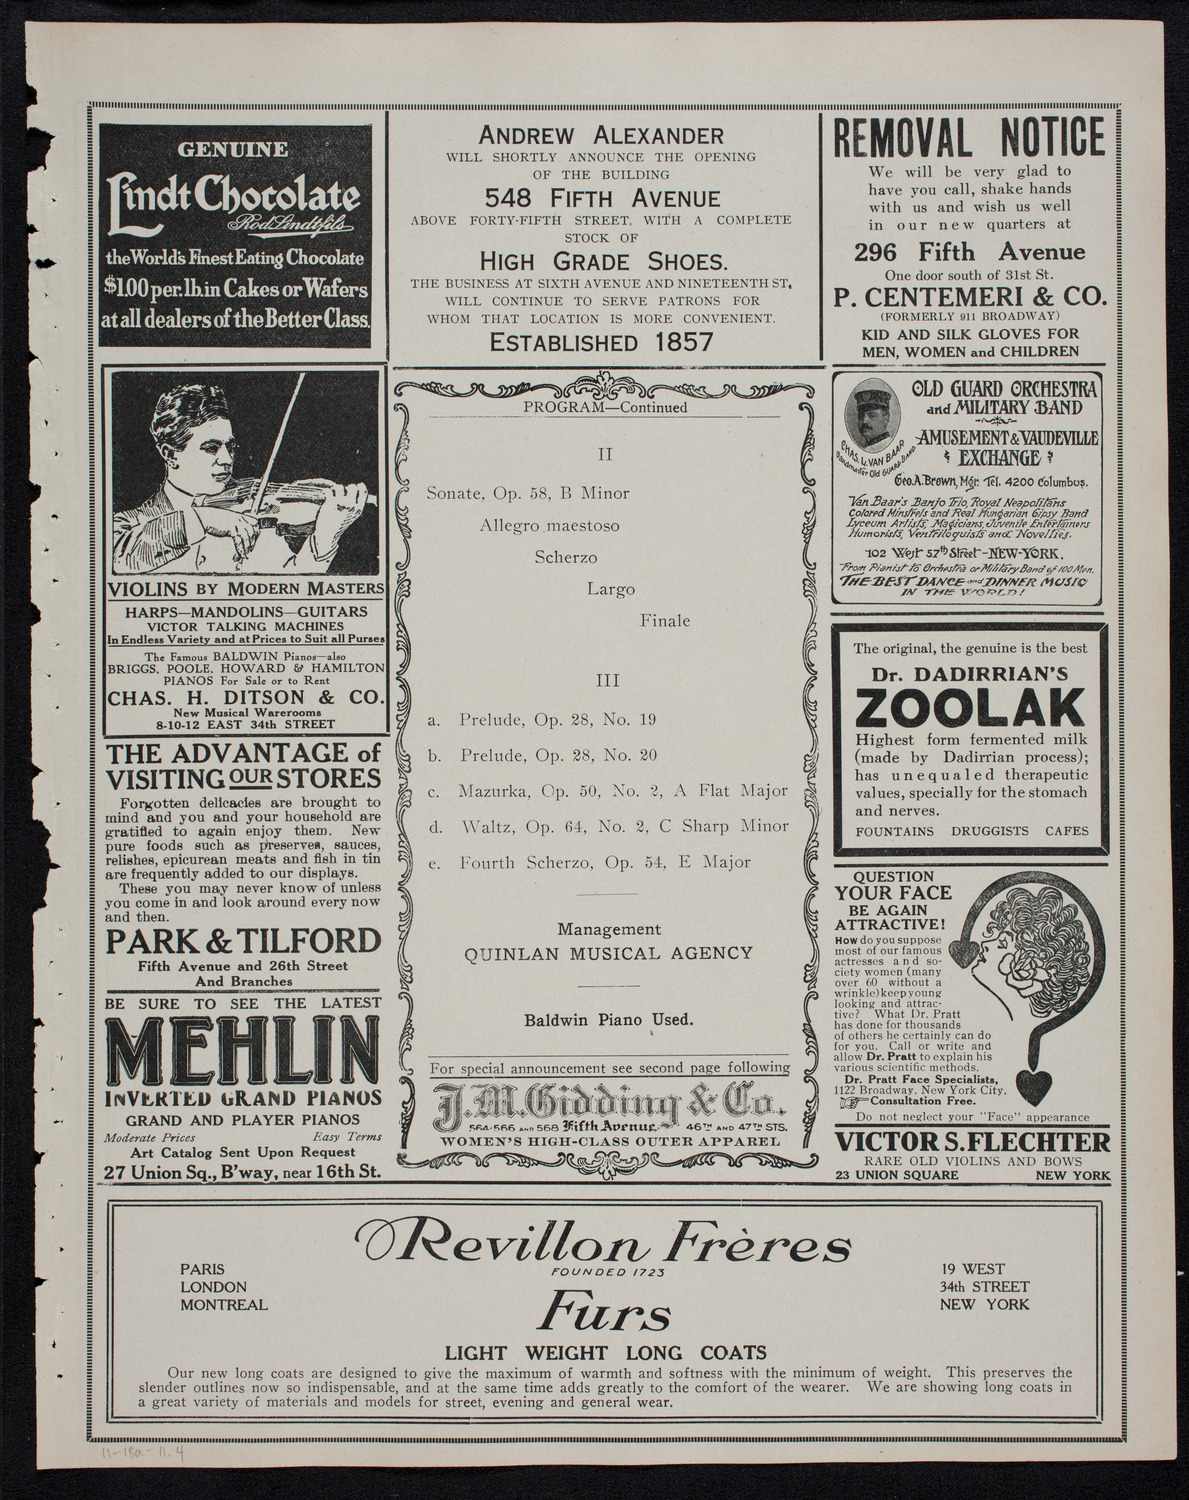 GENUINE
Lindt Chocolate
Rod. Lindt fils
the World's Finest Eating Chocolate
$1.00 per. lb. in Cakes or Wafers
at all dealers of the Better Class.
ANDREW ALEXANDER
WILL SHORTLY ANNOUNCE THE OPENING
OF THE BUILDING
548 FIFTH AVENUE
ABOVE FORTY-FIFTH STREET, WITH A COMPLETE
STOCK OF
HIGH GRADE SHOES.
THE BUSINESS AT SIXTH AVENUE AND NINETEENTH ST,
WILL CONTINUE TO SERVE PATRONS FOR
WHOM THAT LOCATION IS MORE CONVENIENT.
ESTABLISHED 1857
REMOVAL NOTICE
We will be very glad to
have you call, shake hands
with us and wish us well
in our new quarters at
296 Fifth Avenue
One door south of 31st St.
P. CENTEMERI & CO.
(FORMERLY 911 BROADWAY)
KID AND SILK GLOVES FOR
MEN, WOMEN and CHILDREN
VIOLINS BY MODERN MASTERS
HARPS—MANDOLINS—GUITARS
VICTOR TALKING MACHINES
In Endless Variety and at Prices to Suit all Purses
The Famous BALDWIN Pianos—also
BRIGGS, POOLE, HOWARD & HAMILTON
PIANOS For Sale or to Rent
CHAS. H. DITSON & CO.
New Musical Warerooms
8-10-12 EAST 34th STREET
THE ADVANTAGE of
VISITING OUR STORES
Forgotten delicacies are brought to
mind and you and your household are
gratified to again enjoy them. New
pure foods such as preserves, sauces,
relishes, epicurean meats and fish in tin
are frequently added to our displays.
These you may never know of unless
you come in and look around every now
and then.
PARK & TILFORD
Fifth Avenue and 26th Street
And Branches
BE SURE TO SEE THE LATEST
MEHLIN
INVERTED GRAND PIANOS
GRAND AND PLAYER PIANOS
Moderate Prices Easy Terms
Art Catalog Sent Upon Request
27 Union Sq., B'way, near 16th St.
PROGRAM—Continued
II
Sonate, Op. 58, B Minor
Allegro maestoso
Scherzo
Largo
Finale
III
a. Prelude, Op. 28, No. 19
b. Prelude, Op. 28, No. 20
c. Mazurka, Op. 50, No. 2, A Flat Major
d. Waltz, Op. 64, No. 2, C Sharp Minor
e. Fourth Scherzo, Op. 54, E Major
Management
QUINLAN MUSICAL AGENCY
Baldwin Piano Used.
For special announcement see second page following
J. M. Gidding & Co.
564-566 AND 568 Fifth Avenue. 46TH AND 47TH STS.
WOMEN'S HIGH-CLASS OUTER APPAREL
CHAS. L. VAN BAAR
Bandmaster Old Guard Band
OLD GUARD ORCHESTRA
and MILITARY BAND
AMUSEMENT & VAUDEVILLE
EXCHANGE
Geo. A. Brown, Mgr. Tel. 4200 Columbus.
Van Baar's Banjo Trio, Royal Neapolitans
Colored Minstrels and Real Hungarian Gipsy Band
Lyceum Artists, Magicians, Juvenile Entertainers
Humorists, Ventriloquists and Novelties.
102 West 57th Street-NEW-YORK.
From Pianist to Orchestra or Military Band of 100 Men.
THE BEST DANCE and DINNER MUSIC
IN THE WORLD!
The original, the genuine is the best
Dr. DADIRRIAN'S
ZOOLAK
Highest form fermented milk
(made by Dadirrian process);
has unequaled therapeutic
values, specially for the stomach
and nerves.
FOUNTAINS DRUGGISTS CAFES
QUESTION
YOUR FACE
BE AGAIN
ATTRACTIVE!
How do you suppose
most of our famous
actresses and so-
ciety women (many
over 60 without a
wrinkle) keep young
looking and attrac-
tive? What Dr. Pratt
has done for thousands
of others he certainly can do
for you. Call or write and
allow Dr. Pratt to explain his
various scientific methods.
Dr. Pratt Face Specialists,
1122 Broadway, New York City.
Consultation Free.
Do not neglect your "Face" appearance
VICTOR S. FLECHTER
RARE OLD VIOLINS AND BOWS
23 UNION SQUARE NEW YORK
Revillon Frères
FOUNDED 1723
PARIS
LONDON
MONTREAL
19 WEST
34th STREET
NEW YORK
Furs
LIGHT WEIGHT LONG COATS
Our new long coats are designed to give the maximum of warmth and softness with the minimum of weight. This preserves the
slender outlines now so indispensable, and at the same time adds greatly to the comfort of the wearer. We are showing long coats in
a great variety of materials and models for street, evening and general wear.
11-18a-11.4